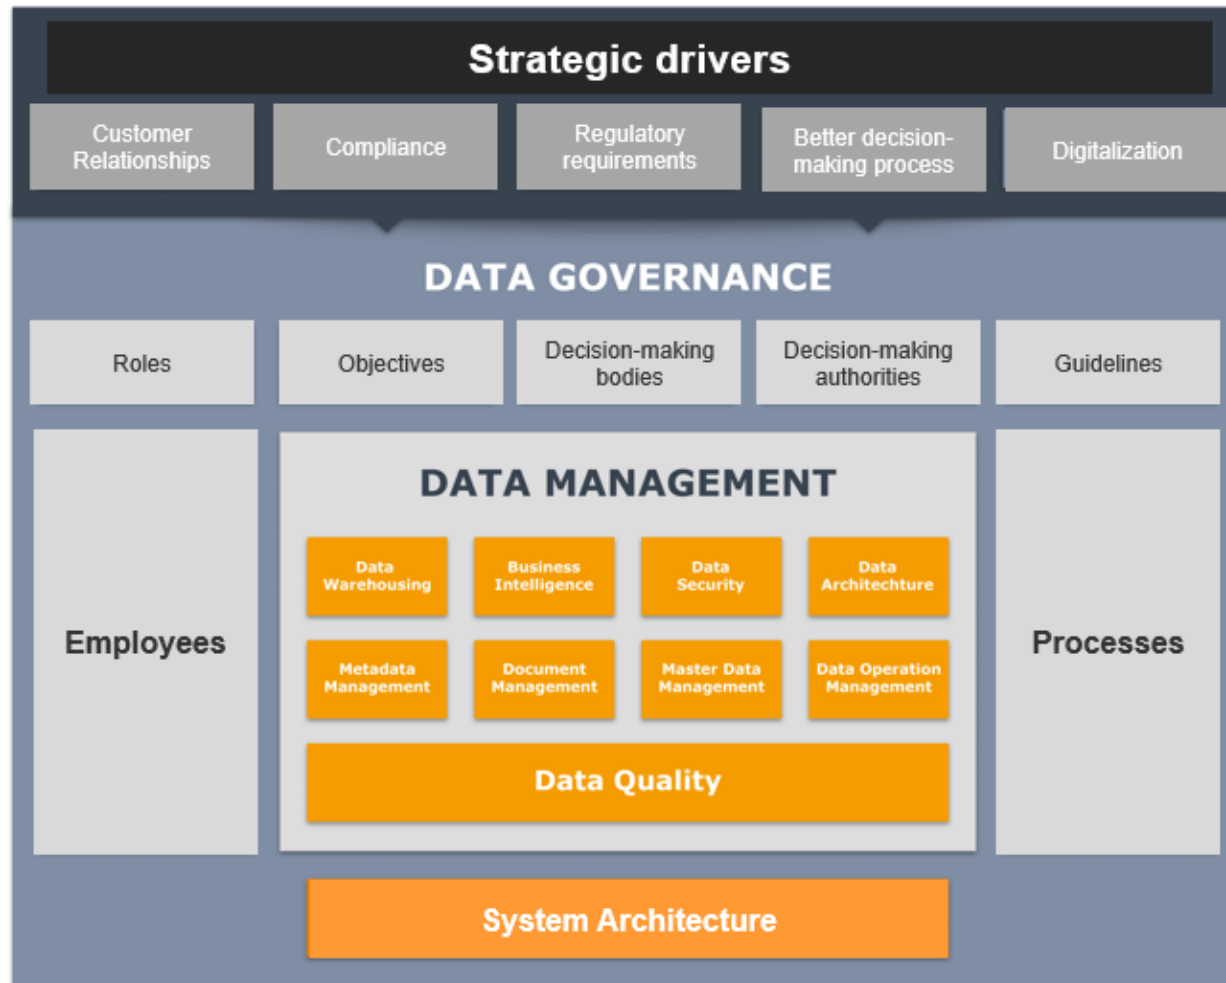 Strategic drivers
Customer
Relationships
Compliance
Regulatory
requirements
Better decision-
making process
Digitalization
DATA GOVERNANCE
Roles
Objectives
Decision-making
bodies
Decision-making
authorities
Guidelines
Employees
DATA MANAGEMENT
Data
Warehousing
Business
Intelligence
Data
Security
Data
Architechture
Metadata
Management
Document
Management
Master Data
Management
Data Operation
Management
Data Quality
Processes
System Architecture